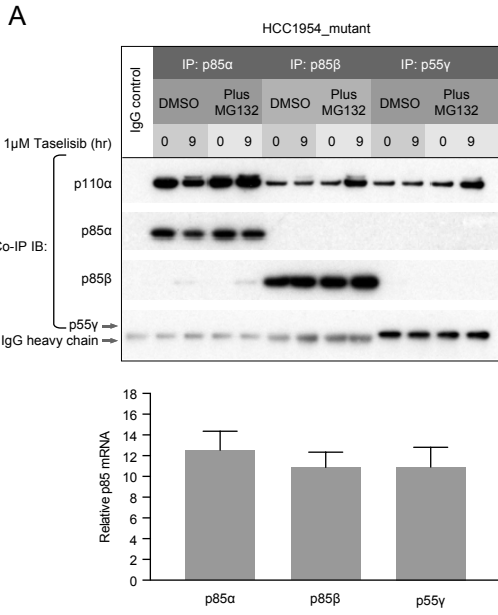 A
HCC1954_mutant
IgG control
IP: p85α IP: p85β IP: p55γ
DMSO Plus MG132 DMSO Plus MG132 DMSO Plus MG132
1µM Taselisib (hr) 0 9 0 9 0 9 0 9 0 9 0 9
Co-IP IB:
p110α
p85α
p85β
p55γ
IgG heavy chain
Relative p85 mRNA
18
16
14
12
10
8
6
4
2
0
p85α p85β p55γ